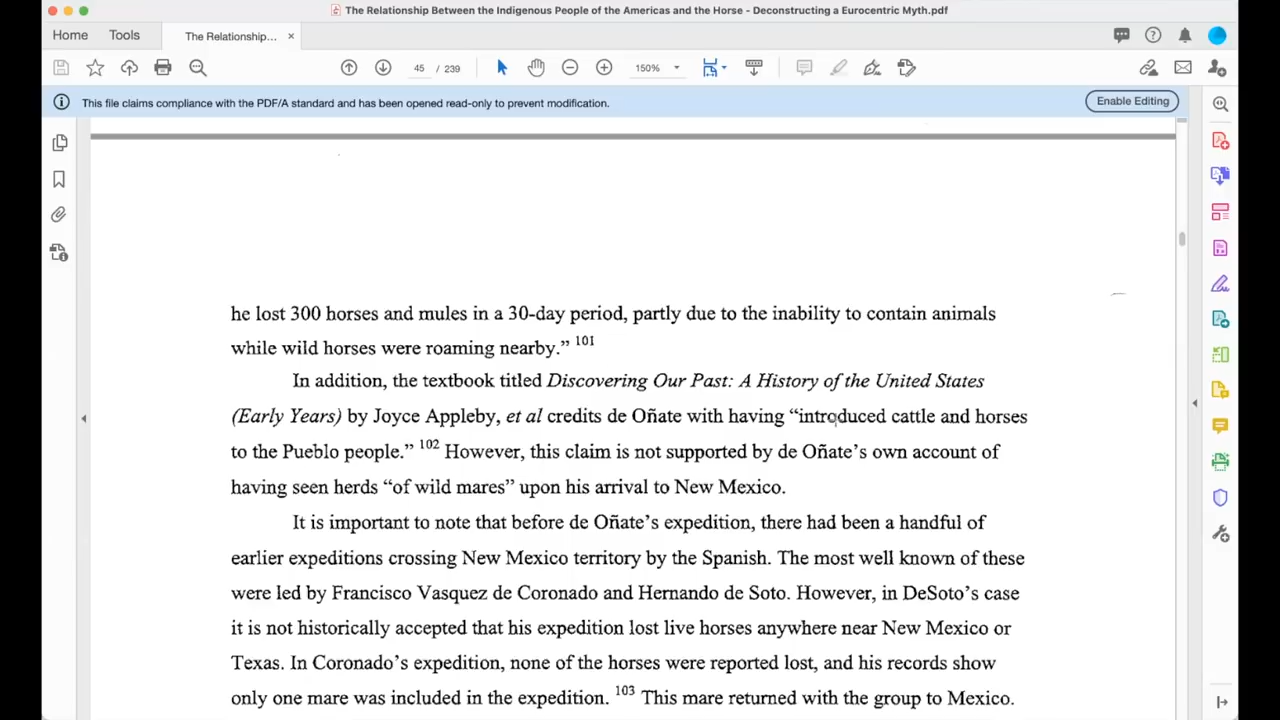 The Relationship Between the Indigenous People of the Americas and the Horse - Deconstructing a Eurocentric Myth.pdf
Home Tools The Relationship... ×
45 / 239 150%
This file claims compliance with the PDF/A standard and has been opened read-only to prevent modification. Enable Editing
he lost 300 horses and mules in a 30-day period, partly due to the inability to contain animals
while wild horses were roaming nearby.” 101
In addition, the textbook titled Discovering Our Past: A History of the United States
(Early Years) by Joyce Appleby, et al credits de Oñate with having “introduced cattle and horses
to the Pueblo people.” 102 However, this claim is not supported by de Oñate’s own account of
having seen herds “of wild mares” upon his arrival to New Mexico.
It is important to note that before de Oñate’s expedition, there had been a handful of
earlier expeditions crossing New Mexico territory by the Spanish. The most well known of these
were led by Francisco Vasquez de Coronado and Hernando de Soto. However, in DeSoto’s case
it is not historically accepted that his expedition lost live horses anywhere near New Mexico or
Texas. In Coronado’s expedition, none of the horses were reported lost, and his records show
only one mare was included in the expedition. 103 This mare returned with the group to Mexico.